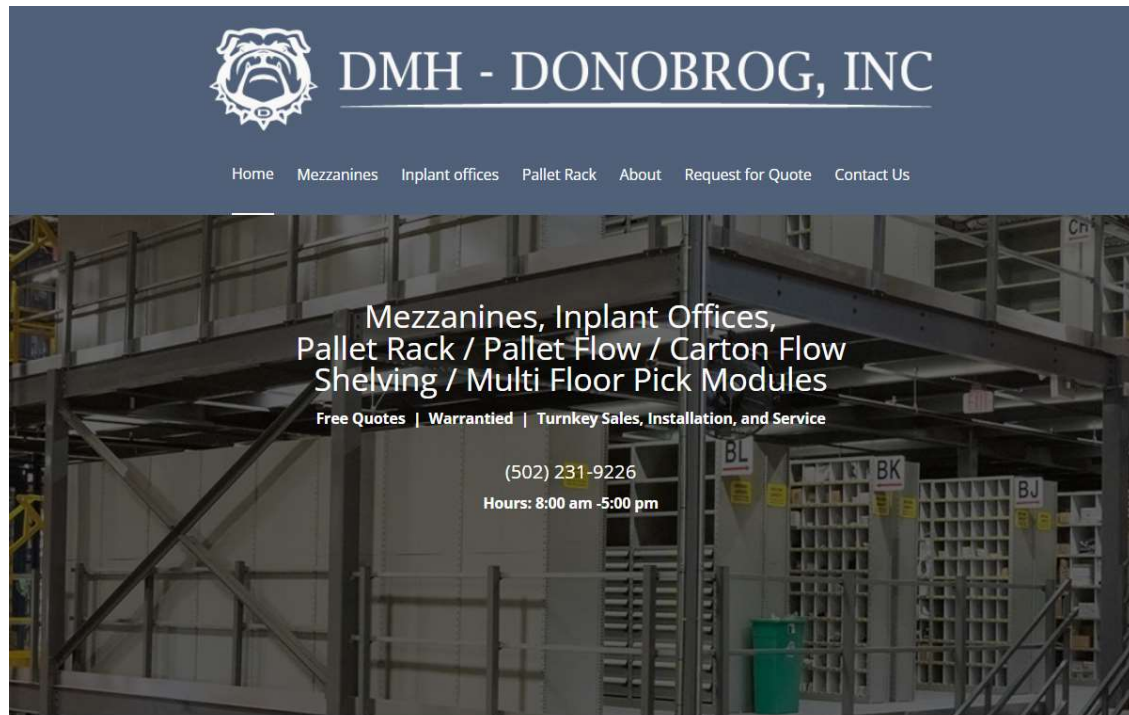 DMH - DONOBROG, INC
Home Mezzanines Inplant offices Pallet Rack About Request for Quote Contact Us
Mezzanines, Inplant Offices,
Pallet Rack / Pallet Flow / Carton Flow
Shelving / Multi Floor Pick Modules
Free Quotes | Warrantied | Turnkey Sales, Installation, and Service
(502) 231-9226
Hours: 8:00 am -5:00 pm
CH
BL
BK
BJ
EXIT
D